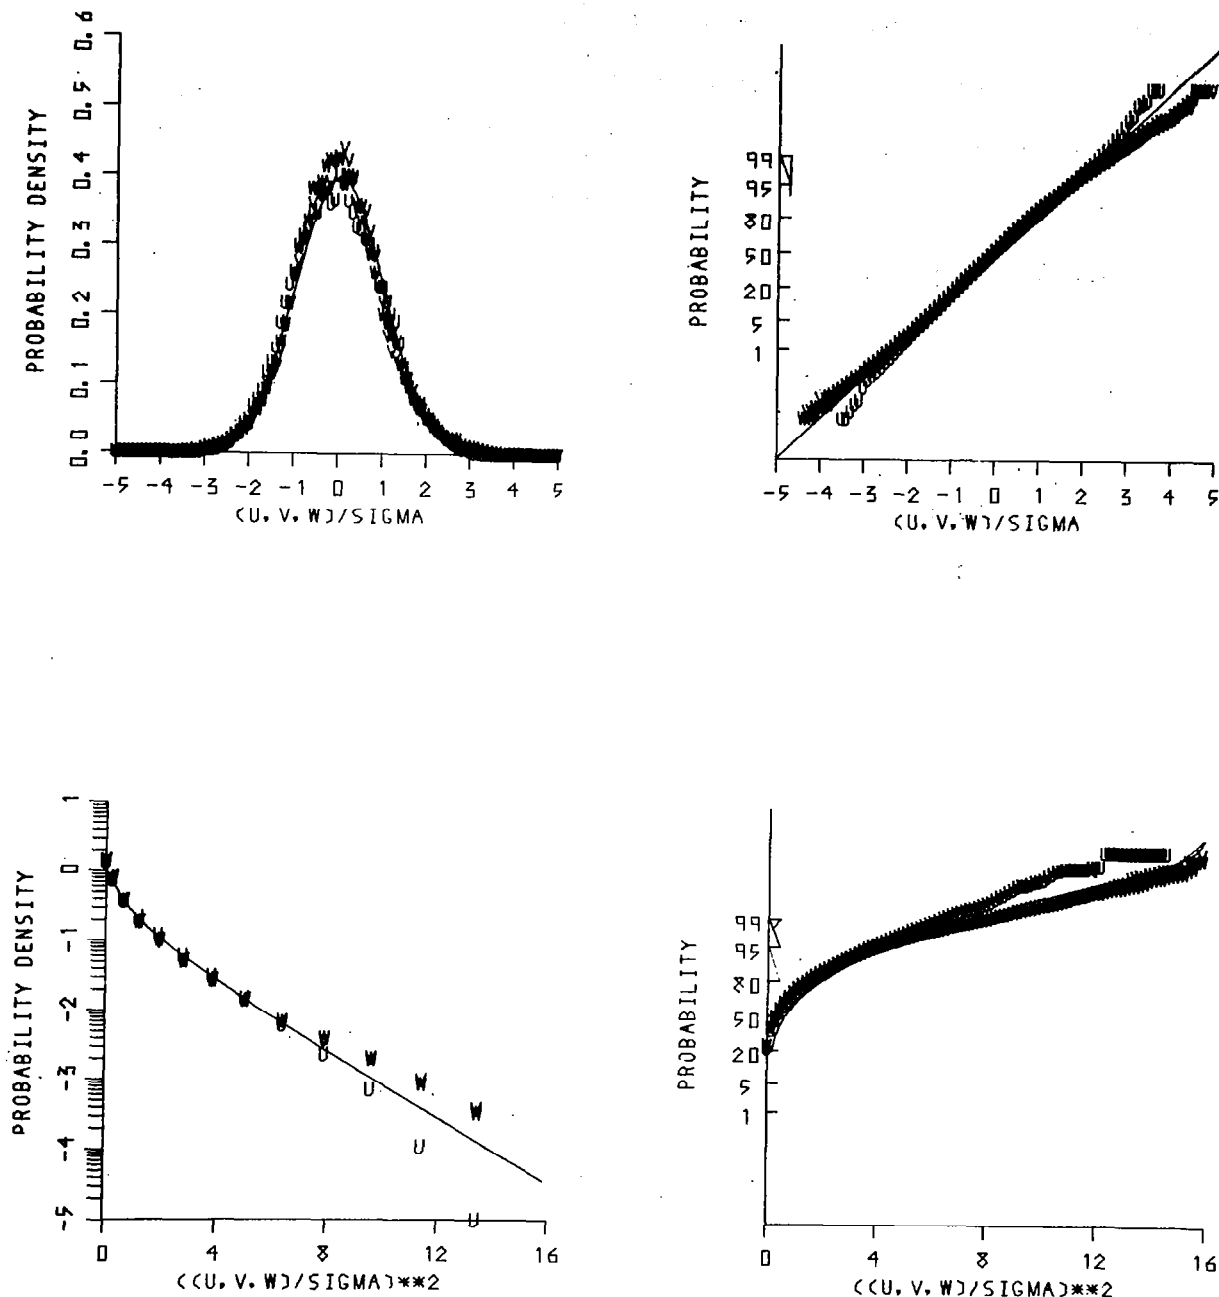 PROBABILITY DENSITY
0.6
0.5
0.4
0.3
0.2
0.1
0.0
-5 -4 -3 -2 -1 0 1 2 3 4 5
(U,V,W)/SIGMA
PROBABILITY
99
95
80
50
20
5
1
-5 -4 -3 -2 -1 0 1 2 3 4 5
(U,V,W)/SIGMA
PROBABILITY DENSITY
1
0
-1
-2
-3
-4
-5
0 4 8 12 16
((U,V,W)/SIGMA)**2
PROBABILITY
99
95
80
50
20
5
1
0 4 8 12 16
((U,V,W)/SIGMA)**2